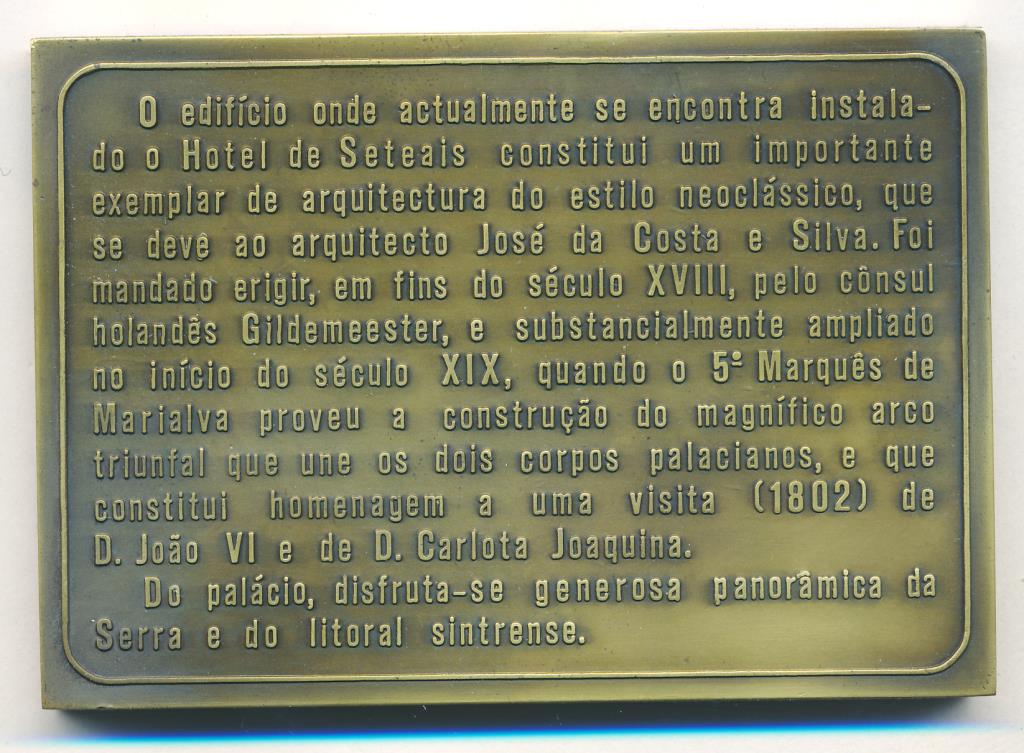 O edifício onde actualmente se encontra instala-
do o Hotel de Seteais constitui um importante
exemplar de arquitectura do estilo neoclássico, que
se deve ao arquitecto José da Costa e Silva. Foi
mandado erigir, em fins do século XVIII, pelo cônsul
holandês Gildemeester, e substancialmente ampliado
no início do século XIX, quando o 5º Marquês de
Marialva proveu a construção do magnífico arco
triunfal que une os dois corpos palacianos, e que
constitui homenagem a uma visita (1802) de
D. João VI e de D. Carlota Joaquina.
Do palácio, disfruta-se generosa panorâmica da
Serra e do litoral sintrense.